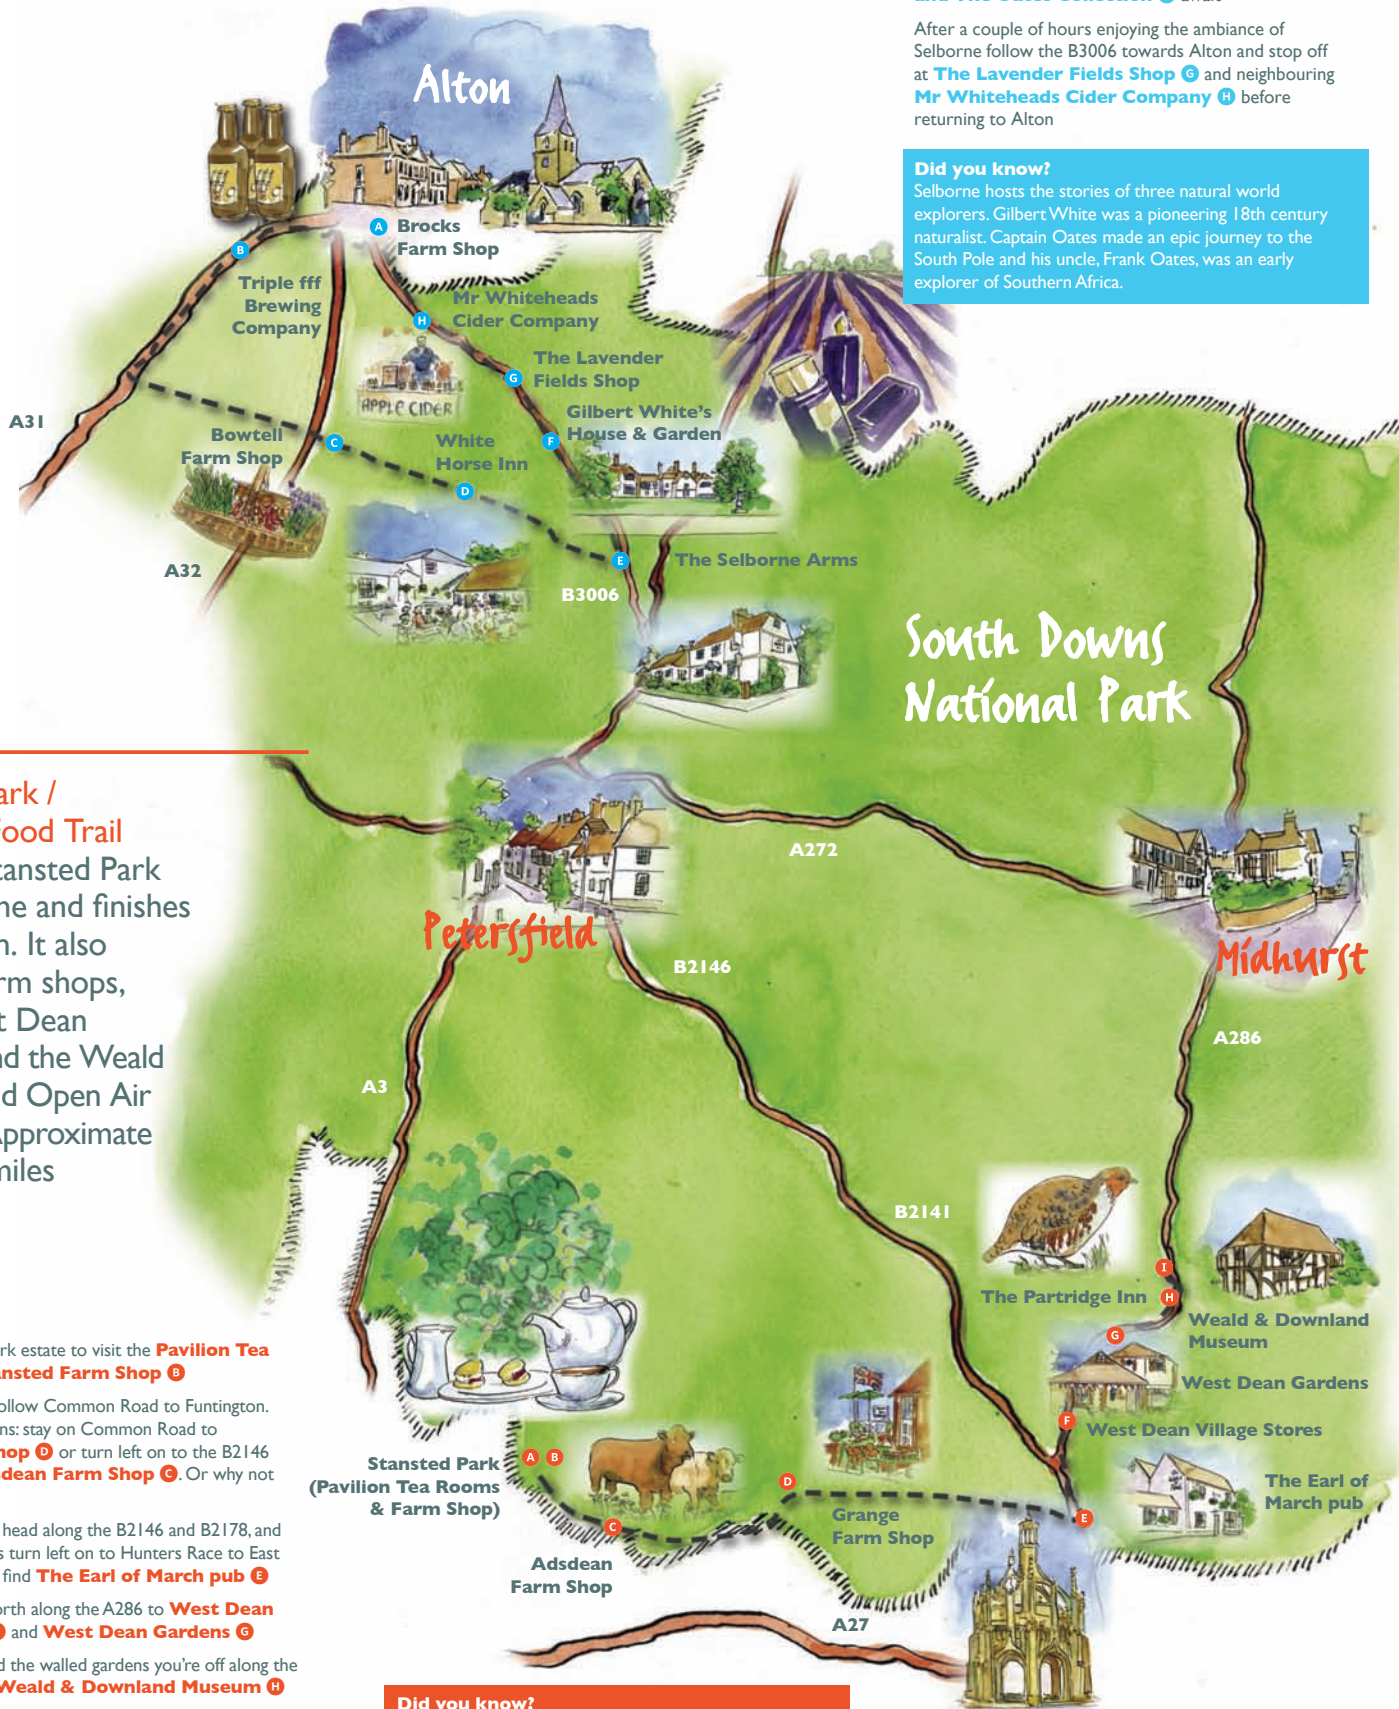 After a couple of hours enjoying the ambiance of
Selborne follow the B3006 towards Alton and stop off
at The Lavender Fields Shop G and neighbouring
Mr Whiteheads Cider Company H before
returning to Alton
Did you know?
Selborne hosts the stories of three natural world
explorers. Gilbert White was a pioneering 18th century
naturalist. Captain Oates made an epic journey to the
South Pole and his uncle, Frank Oates, was an early
explorer of Southern Africa.
Alton
A Brocks
Farm Shop
B
Triple fff
Brewing
Company
Mr Whiteheads
H Cider Company
APPLE CIDER
The Lavender
G Fields Shop
A31
Gilbert White's
F House & Garden
Bowtell
Farm Shop
C
White
Horse Inn
D
A32
E The Selborne Arms
B3006
South Downs
National Park
ark /
Food Trail
tansted Park
ne and finishes
n. It also
rm shops,
t Dean
nd the Weald
d Open Air
Approximate
miles
A272
Petersfield
B2146
Midhurst
A286
A3
B2141
I
The Partridge Inn H
Weald & Downland
Museum
G
West Dean Gardens
F West Dean Village Stores
The Earl of
March pub
E
Stansted Park
(Pavilion Tea Rooms
& Farm Shop)
A B
D
Grange
Farm Shop
C
Adsdean
Farm Shop
A27
rk estate to visit the Pavilion Tea
ansted Farm Shop B
ollow Common Road to Funtington.
ns: stay on Common Road to
hop D or turn left on to the B2146
sdean Farm Shop C. Or why not
head along the B2146 and B2178, and
s turn left on to Hunters Race to East
find The Earl of March pub E
orth along the A286 to West Dean
and West Dean Gardens G
d the walled gardens you're off along the
Weald & Downland Museum H
Did you know?